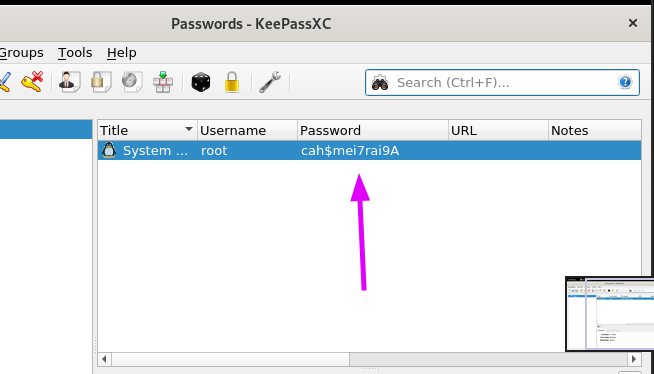 Passwords - KeePassXC
Groups Tools Help
Search (Ctrl+F)...
Title Username Password URL Notes
System ... root cah$mei7rai9A